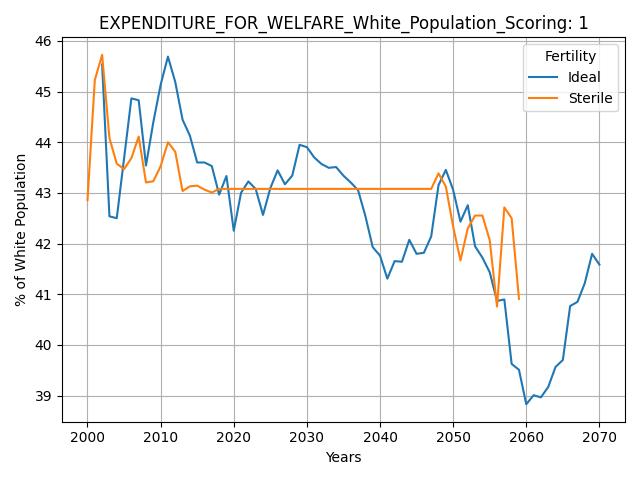 EXPENDITURE_FOR_WELFARE_White_Population_Scoring: 1
Fertility
Ideal
Sterile
% of White Population
46
45
44
43
42
41
40
39
2000 2010 2020 2030 2040 2050 2060 2070
Years